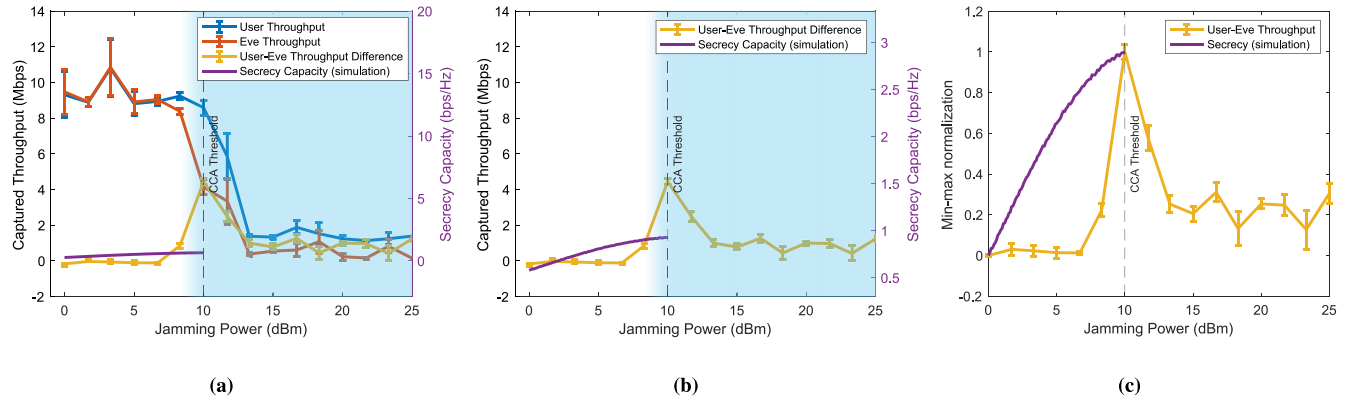 14
12
10
8
6
4
2
0
-2
Captured Throughput (Mbps)
0
5
10
15
20
25
Jamming Power (dBm)
20
15
10
5
0
Secrecy Capacity (bps/Hz)
User Throughput
Eve Throughput
User-Eve Throughput Difference
Secrecy Capacity (simulation)
CCA Threshold
(a)
14
12
10
8
6
4
2
0
-2
Captured Throughput (Mbps)
0
5
10
15
20
25
Jamming Power (dBm)
3
2.5
2
1.5
1
0.5
Secrecy Capacity (bps/Hz)
User-Eve Throughput Difference
Secrecy Capacity (simulation)
CCA Threshold
(b)
1.2
1
0.8
0.6
0.4
0.2
0
-0.2
Min-max normalization
0
5
10
15
20
25
Jamming Power (dBm)
User-Eve Throughput
Secrecy Capacity (simulation)
CCA Threshold
(c)